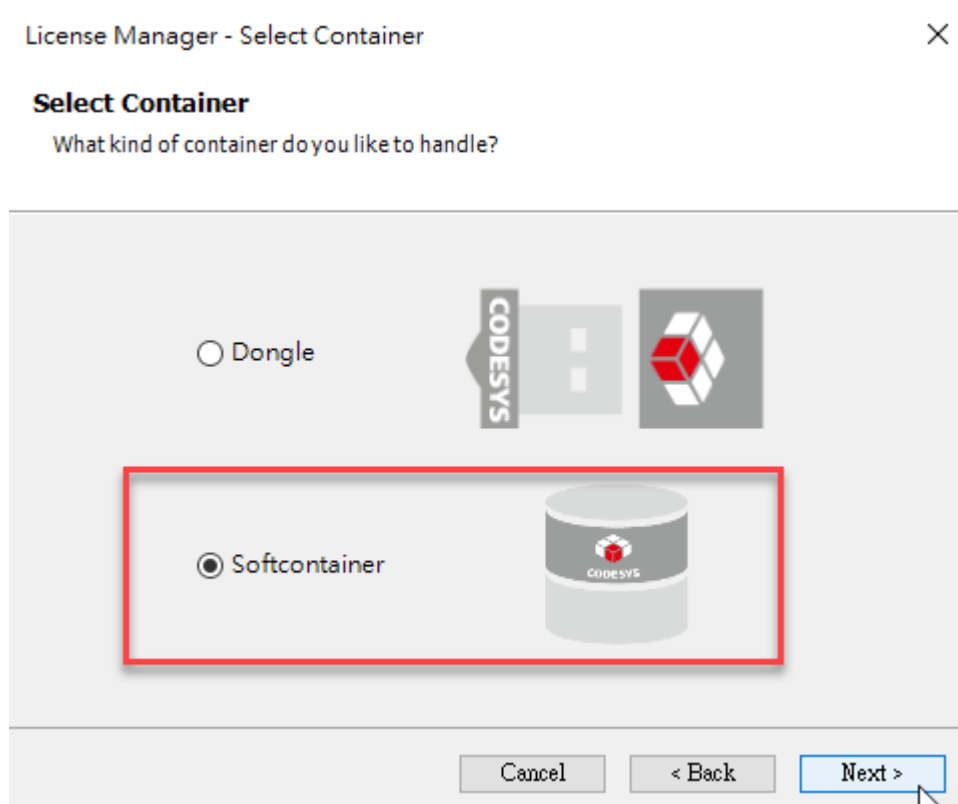 License Manager - Select Container
Select Container
What kind of container do you like to handle?
Dongle
CODESYS
Softcontainer
CODESYS
Cancel
< Back
Next >